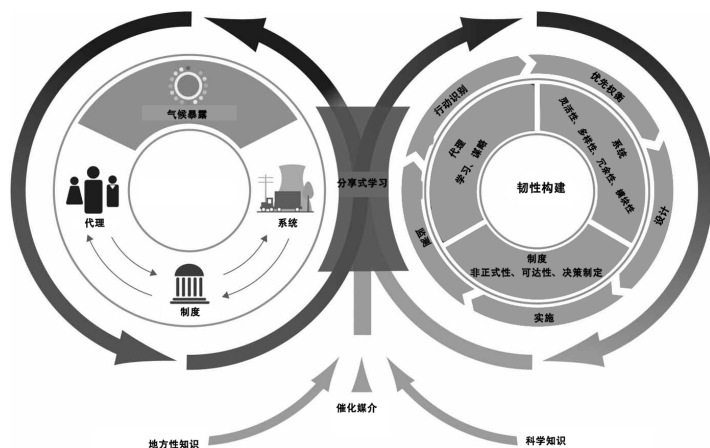 气候暴露
代理
系统
制度
分享式学习
行动识别
优先权衡
设计
实施
代理
学习、谋略
系统
灵活性、多样性、冗余性、模块性
韧性构建
制度
非正式性、可达性、决策制定
催化媒介
地方性知识
科学知识